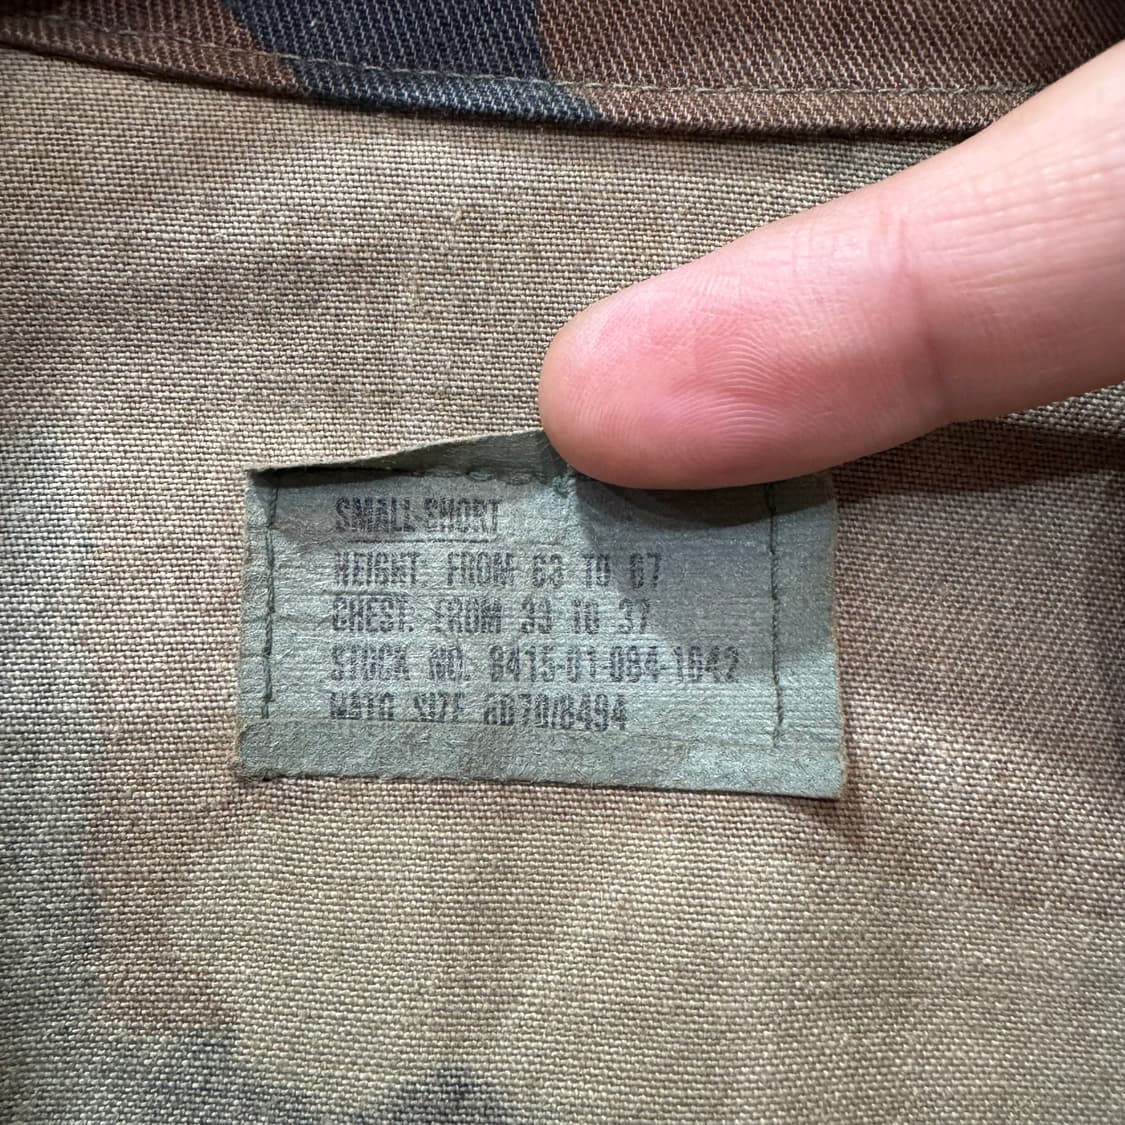 SMALL-SHORT
HEIGHT: FROM 63 TO 67
CHEST: FROM 33 TO 37
STOCK NO. 8415-01-084-1642
NATO SIZE 6070/8494